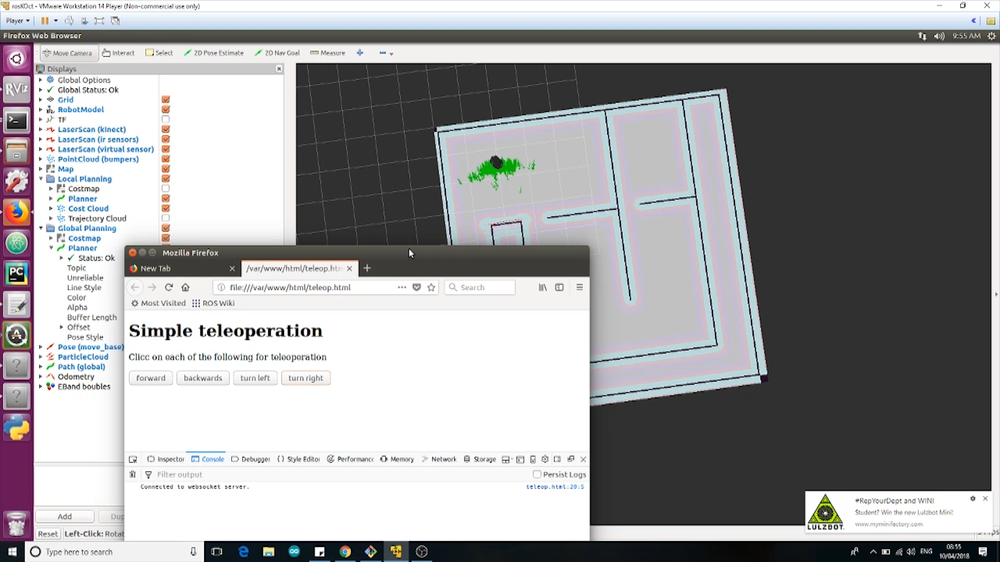 rosKOct - VMware Workstation 14 Player (Non-commercial use only)
Player
Firefox Web Browser
9:55 AM
Move Camera Interact Select 2D Pose Estimate 2D Nav Goal Measure
Displays
Global Options
Global Status: Ok
Grid
RobotModel
TF
LaserScan (kinect)
LaserScan (ir sensors)
LaserScan (virtual sensor)
PointCloud (bumpers)
Map
Local Planning
Costmap
Planner
Cost Cloud
Trajectory Cloud
Global Planning
Costmap
Planner
Status: Ok
Topic
Unreliable
Line Style
Color
Alpha
Buffer Length
Offset
Pose Style
Pose (move_base)
ParticleCloud
Path (global)
Odometry
EBand boubles
Add Dup
Reset Left-Click: Rotat
RViz
PC
Mozilla Firefox
New Tab
/var/www/html/teleop.htm
file:///var/www/html/teleop.html
Search
Most Visited ROS Wiki
Simple teleoperation
Clicc on each of the following for teleoperation
forward backwards turn left turn right
Inspector Console Debugger Style Editor Performance Memory Network Storage
Filter output
Persist Logs
Connected to websocket server.
teleop.html:20:5
LULZBOT
#RepYourDept and WIN!
Student? Win the new Lulzbot Mini!
www.myminifactory.com
Type here to search
ENG
08:55
10/04/2018